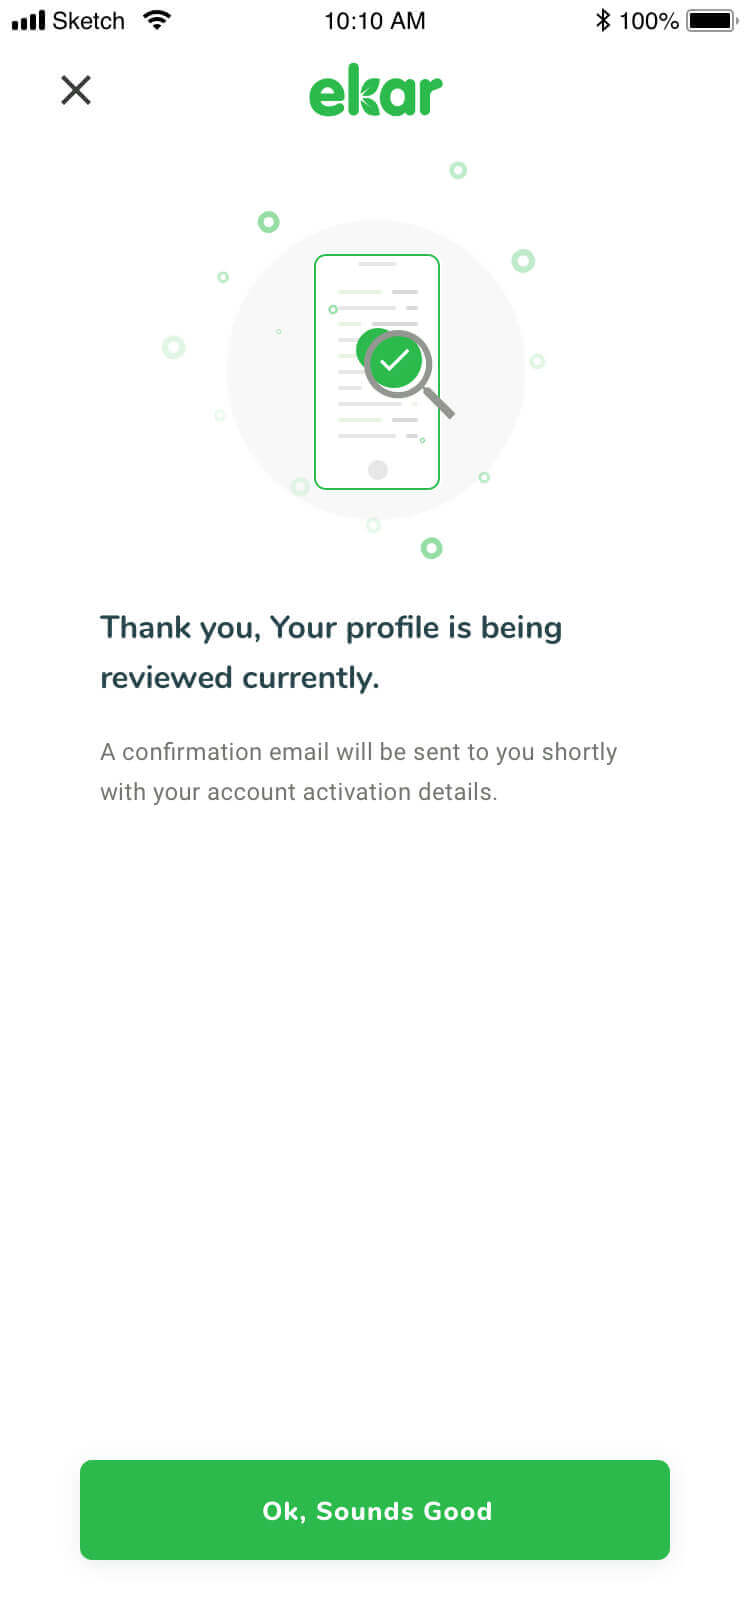 Sketch 10:10 AM 100%
ekar
Thank you, Your profile is being
reviewed currently.
A confirmation email will be sent to you shortly
with your account activation details.
Ok, Sounds Good